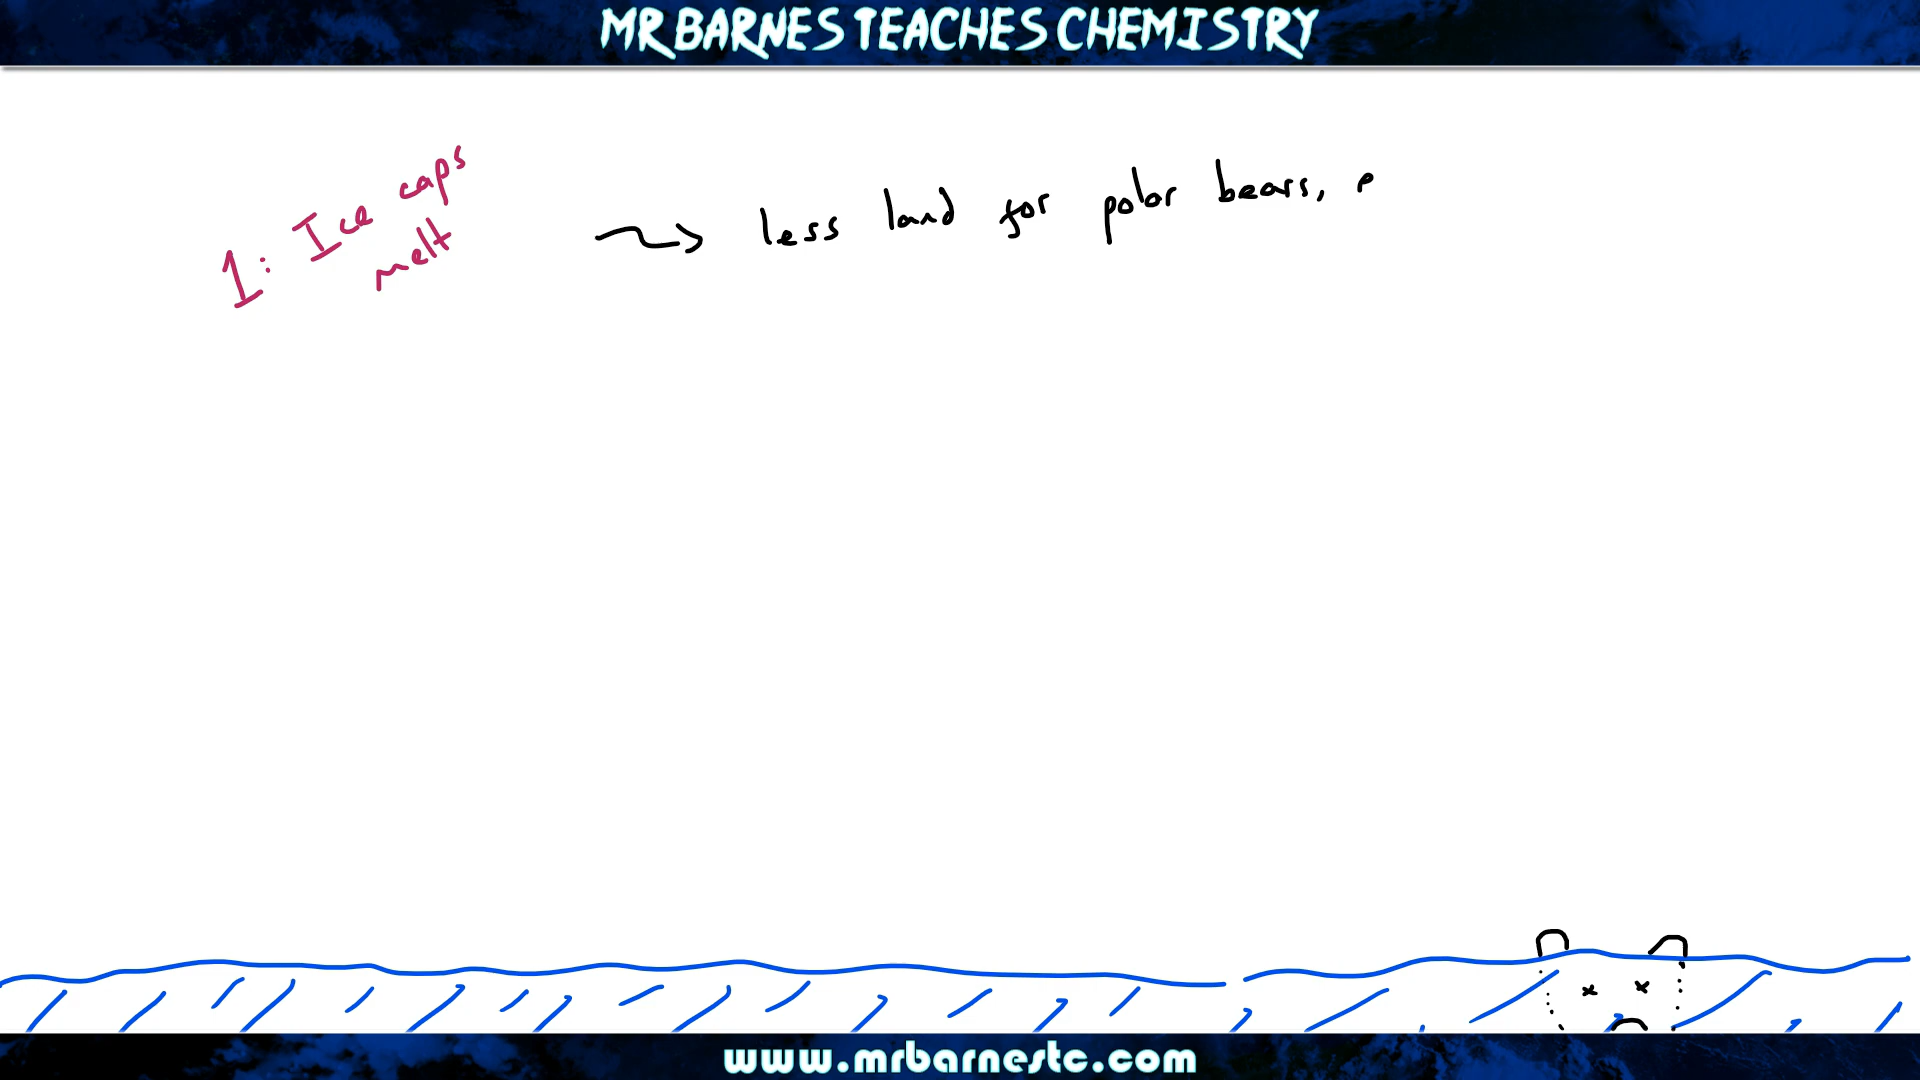 MR BARNES TEACHES CHEMISTRY
1: Ice caps
melt
less land for polar bears,
www.mrbarnestc.com